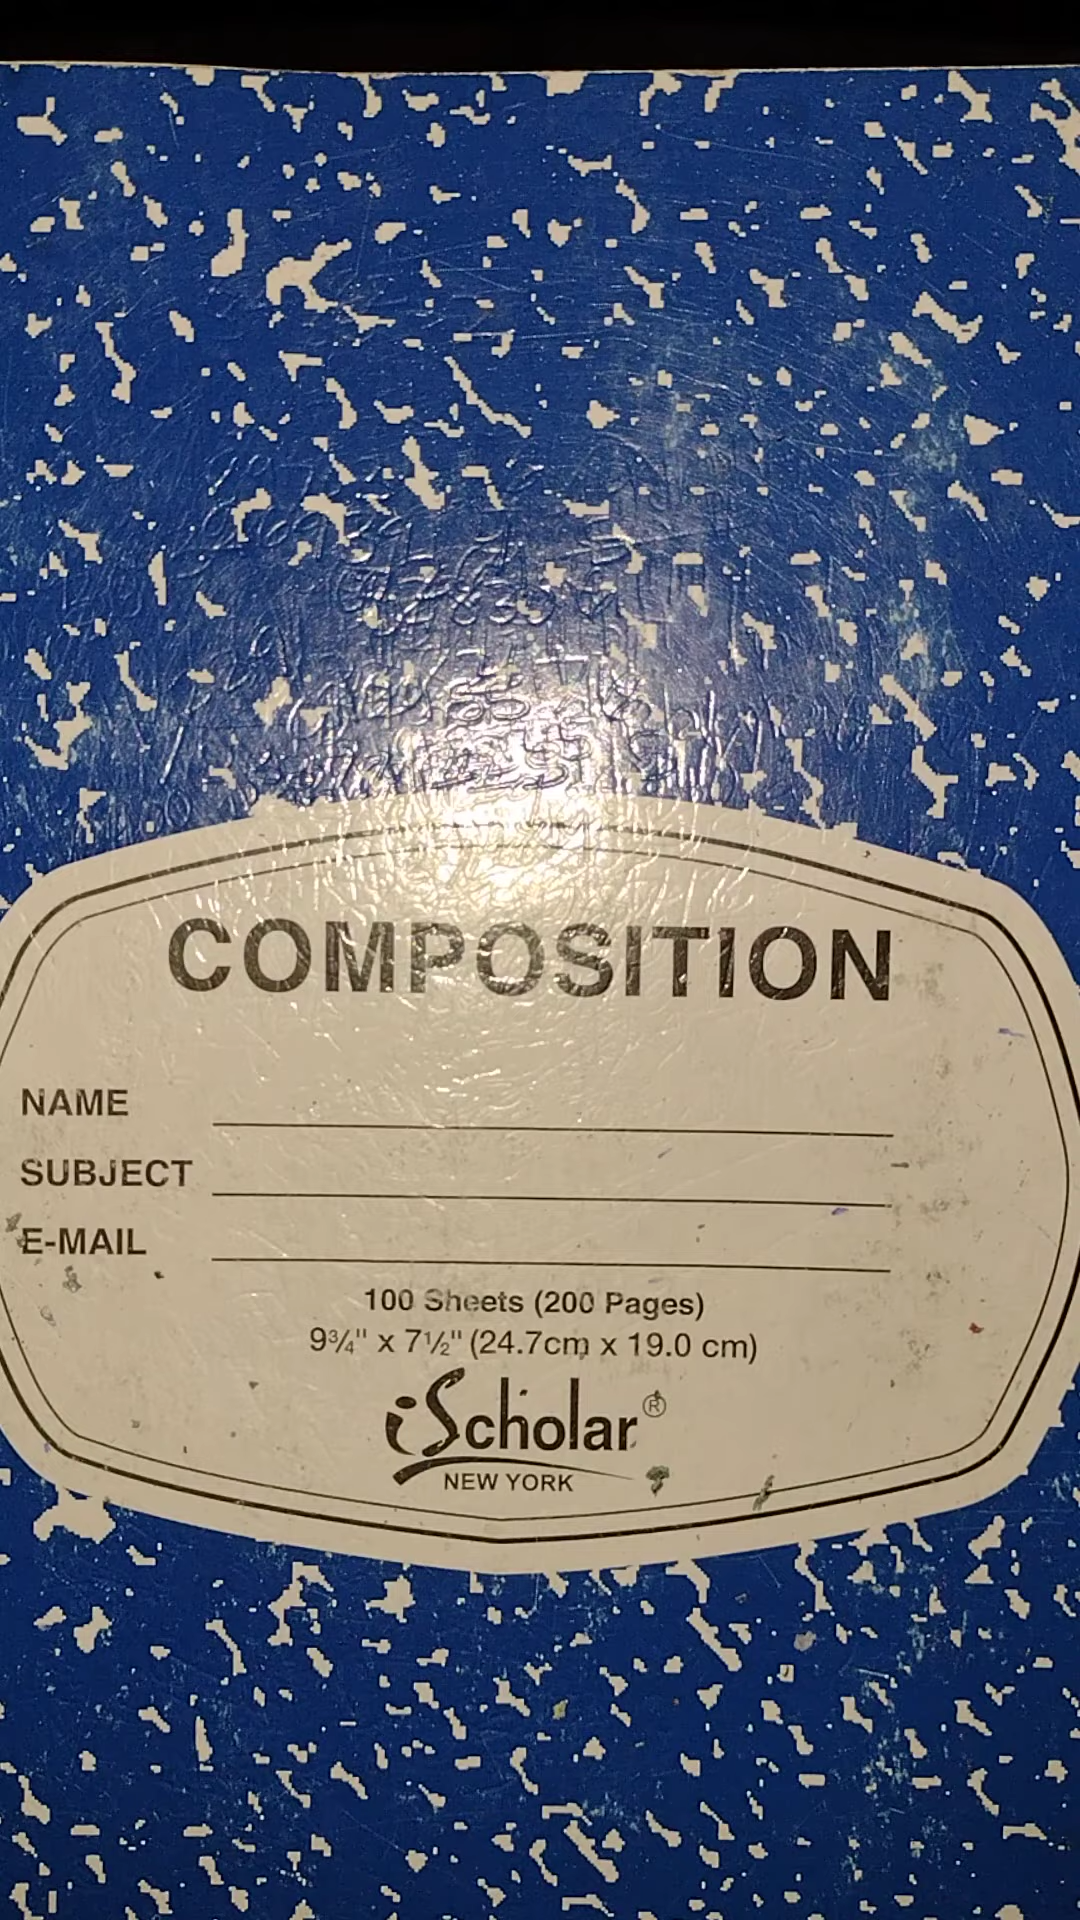 COMPOSITION
NAME
SUBJECT
E-MAIL
100 Sheets (200 Pages)
9¾" x 7½" (24.7cm x 19.0 cm)
iScholar®
NEW YORK